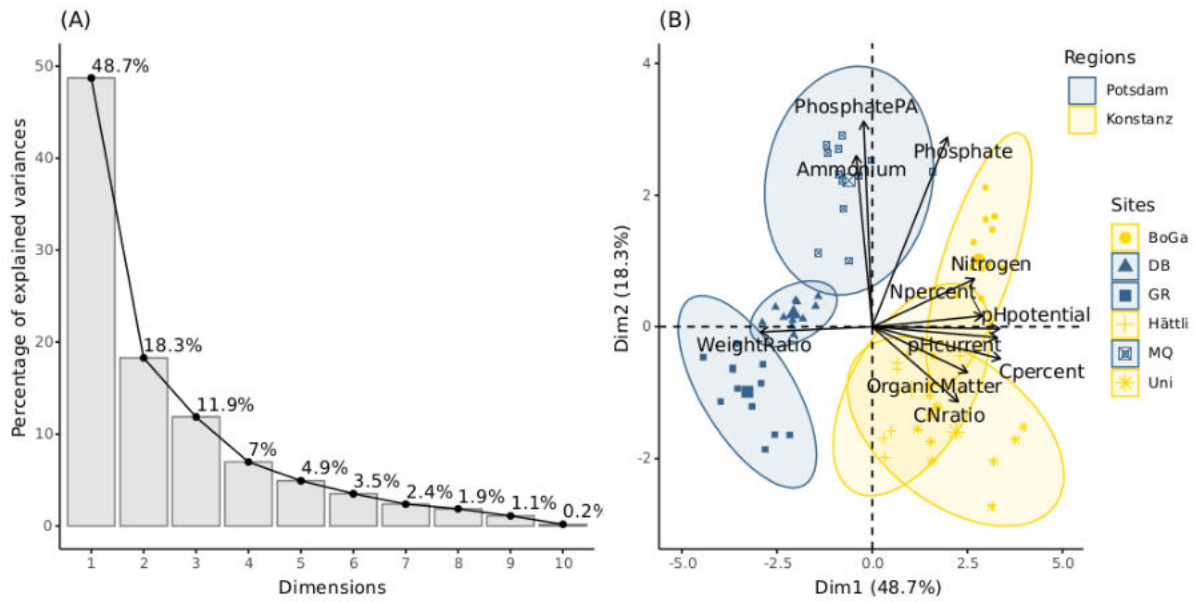 (A)
Percentage of explained variances
50
40
30
20
10
0
48.7%
18.3%
11.9%
7%
4.9%
3.5%
2.4%
1.9%
1.1%
0.2%
1
2
3
4
5
6
7
8
9
10
Dimensions
(B)
Dim2 (18.3%)
4
2
0
-2
PhosphatePA
Phosphate
Ammonium
Nitrogen
Npercent
pHpotential
WeightRatio
pHcurrent
Cpercent
OrganicMatter
CNratio
-5.0
-2.5
0.0
2.5
5.0
Dim1 (48.7%)
Regions
Potsdam
Konstanz
Sites
BoGa
DB
GR
Hättli
MQ
Uni